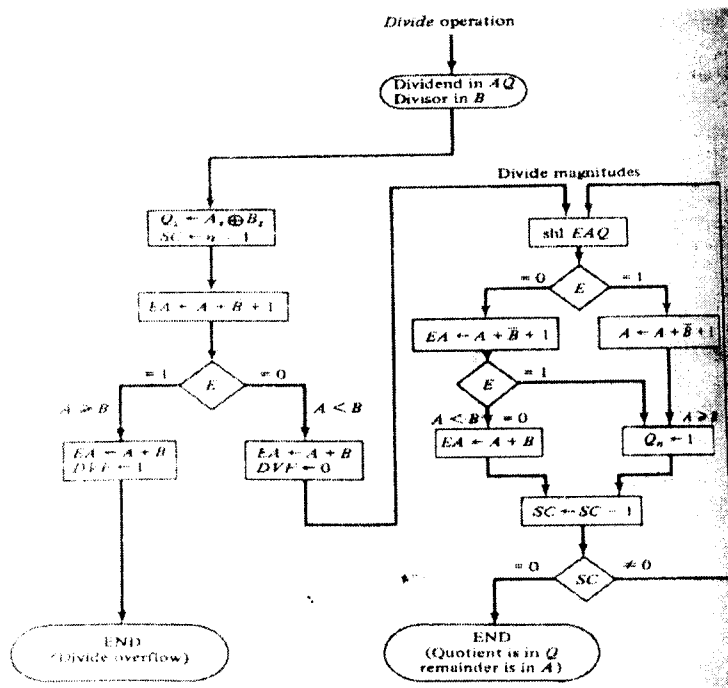 Divide operation
Dividend in AQ
Divisor in B
Qs ← As ⊕ Bs
SC ← n - 1
EA ← A + B + 1
= 1
E
= 0
A ≥ B
A < B
EA ← A + B
DVF ← 1
EA ← A + B
DVF ← 0
END
(Divide overflow)
Divide magnitudes
shl EAQ
= 0
E
= 1
EA ← A + B̅ + 1
A ← A + B̅ + 1
E
= 1
A < B
= 0
A ≥ B
EA ← A + B
Qn ← 1
SC ← SC - 1
= 0
SC
≠ 0
END
(Quotient is in Q
remainder is in A)